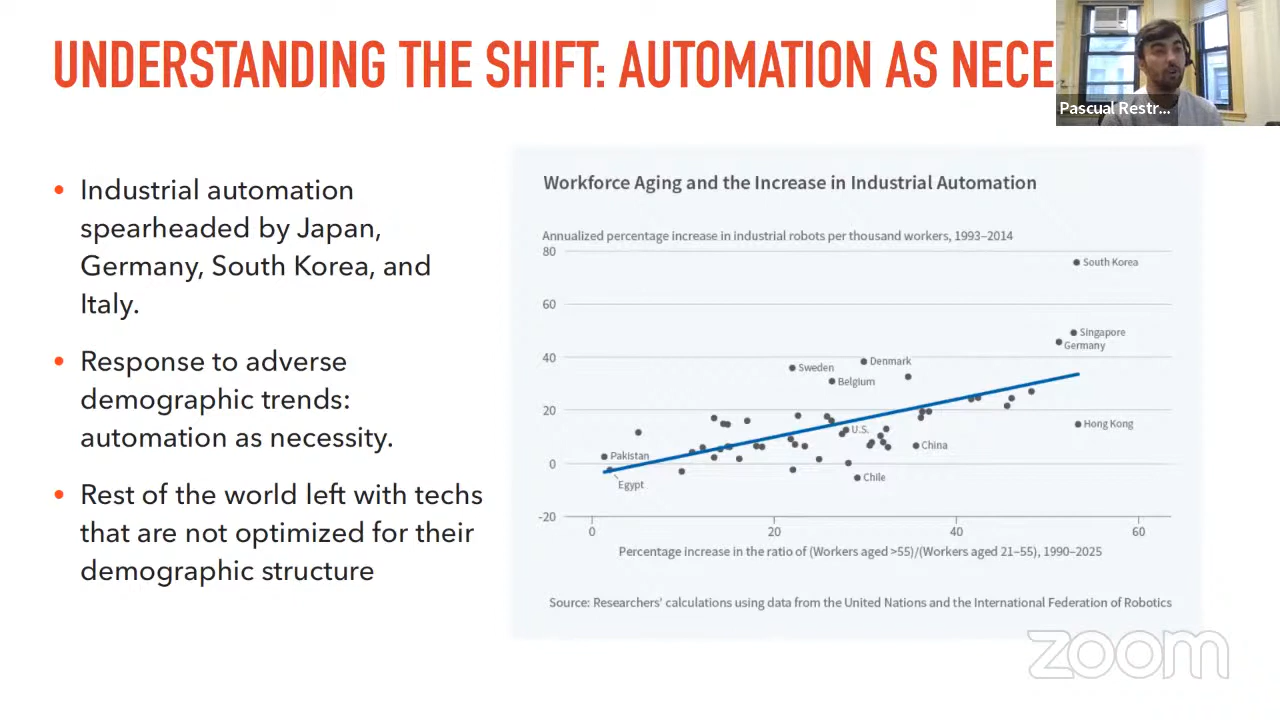 UNDERSTANDING THE SHIFT: AUTOMATION AS NECE
Pascual Restr...
• Industrial automation
spearheaded by Japan,
Germany, South Korea, and
Italy.
• Response to adverse
demographic trends:
automation as necessity.
• Rest of the world left with techs
that are not optimized for their
demographic structure
Workforce Aging and the Increase in Industrial Automation
Annualized percentage increase in industrial robots per thousand workers, 1993–2014
80
South Korea
60
Singapore
Germany
40
Denmark
Sweden
Belgium
20
Hong Kong
U.S.
China
Pakistan
0
Egypt
Chile
-20
0 20 40 60
Percentage increase in the ratio of (Workers aged >55)/(Workers aged 21–55), 1990–2025
Source: Researchers' calculations using data from the United Nations and the International Federation of Robotics
zoom